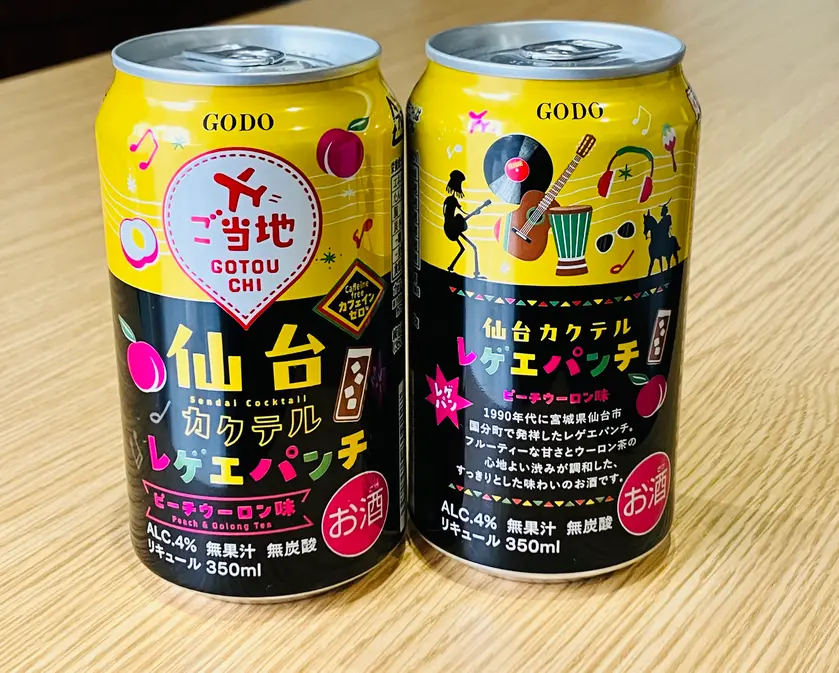 GODO
ご当地
GOTOU
CHI
Caffeine
free
カフェイン
ゼロ
仙台
Sendai Cocktail
カクテル
レゲエパンチ
ピーチウーロン味
Peach & Oolong Tea
お酒
ALC.4% 無果汁 無炭酸
リキュール 350ml
GODO
仙台カクテル
レゲエパンチ
ピーチウーロン味
レゲ
パン
1990年代に宮城県仙台市
国分町で発祥したレゲエパンチ。
フルーティーな甘さとウーロン茶の
心地よい渋みが調和した、
すっきりとした味わいのお酒です。
お酒
ALC.4% 無果汁 無炭酸
リキュール 350ml